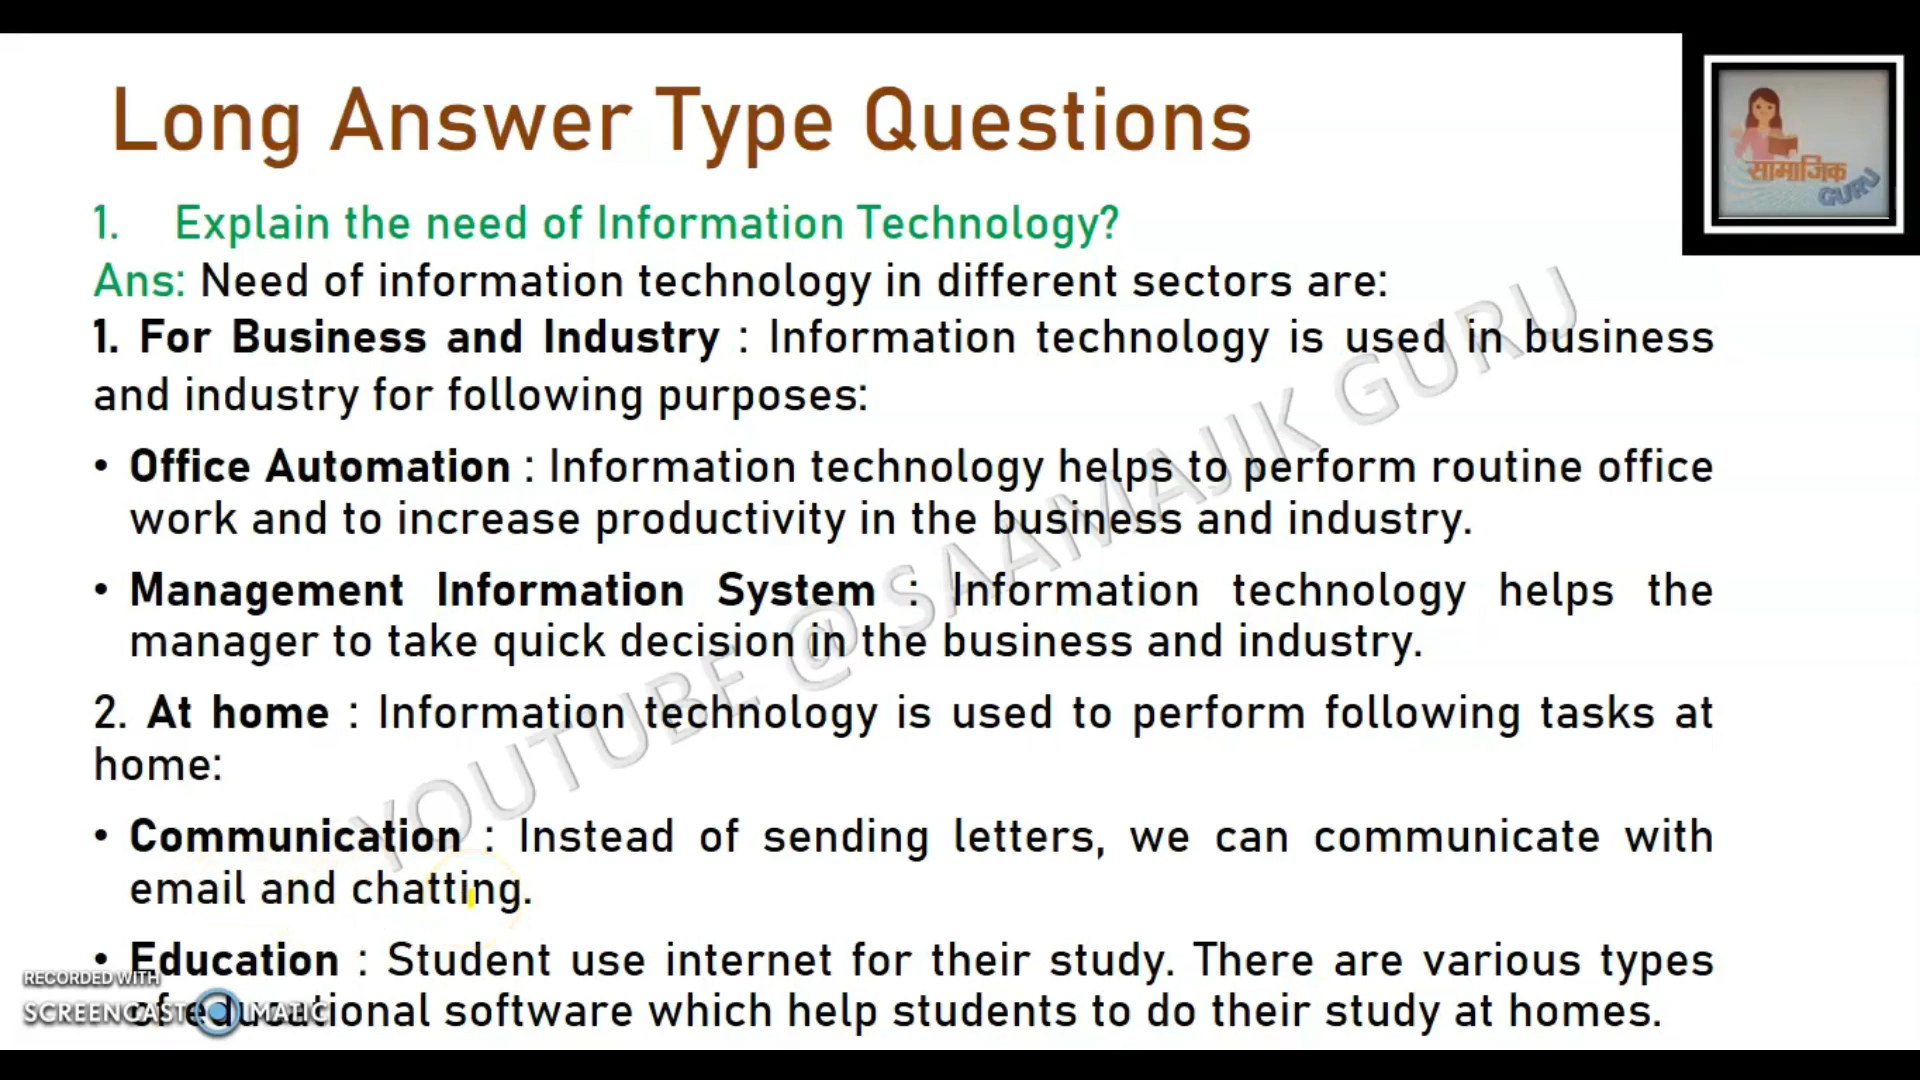 Long Answer Type Questions
सामाजिक
GURU
1. Explain the need of Information Technology?
Ans: Need of information technology in different sectors are:
1. For Business and Industry : Information technology is used in business
and industry for following purposes:
• Office Automation : Information technology helps to perform routine office
work and to increase productivity in the business and industry.
• Management Information System : Information technology helps the
manager to take quick decision in the business and industry.
2. At home : Information technology is used to perform following tasks at
home:
• Communication : Instead of sending letters, we can communicate with
email and chatting.
• Education : Student use internet for their study. There are various types
of educational software which help students to do their study at homes.
YOUTUBE @ SAAMAJIK GURU
RECORDED WITH
SCREENCAST MATIC